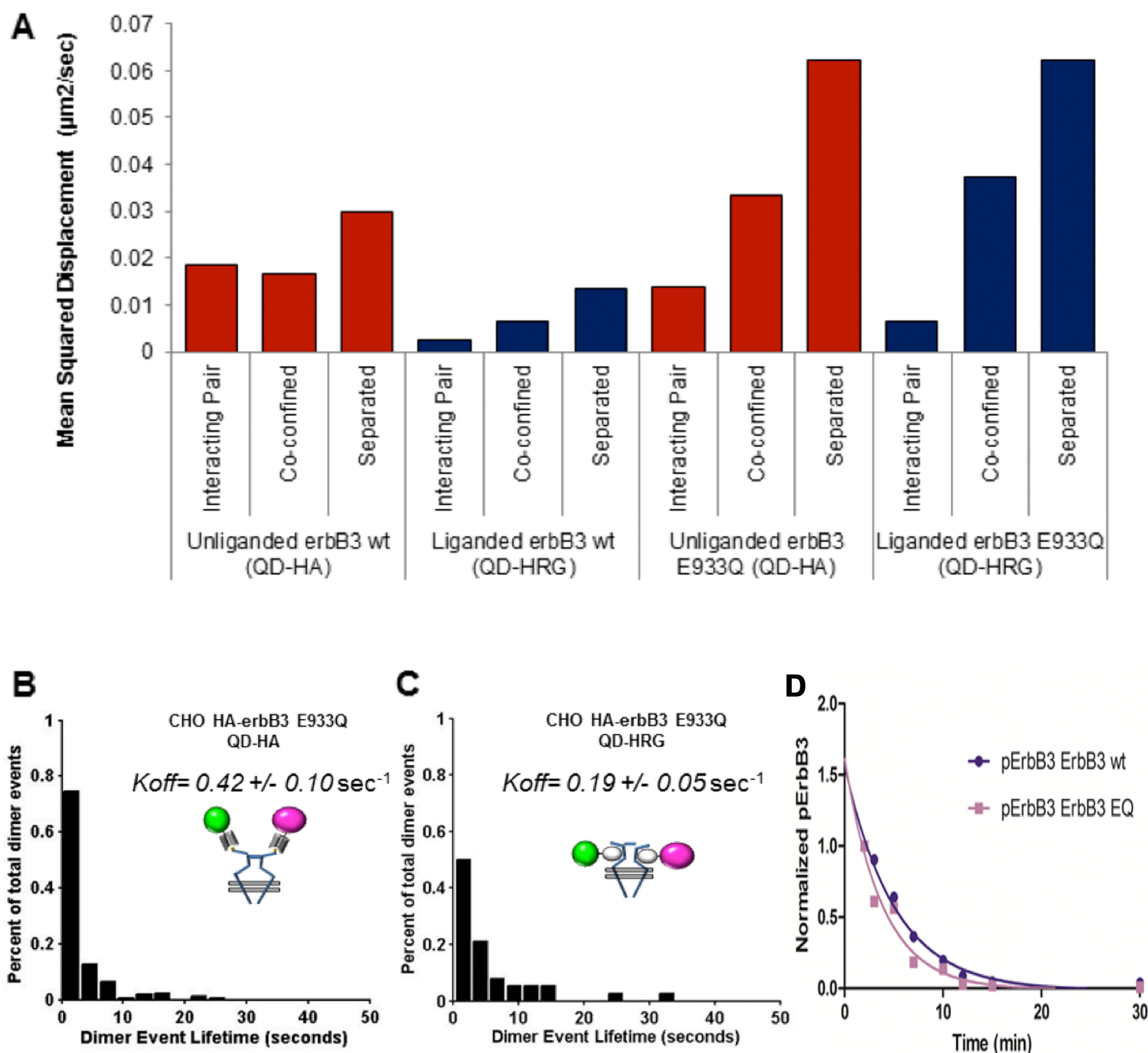 A
Mean Squared Displacement (µm2/sec)
0.07
0.06
0.05
0.04
0.03
0.02
0.01
0
Interacting Pair
Co-confined
Separated
Interacting Pair
Co-confined
Separated
Interacting Pair
Co-confined
Separated
Interacting Pair
Co-confined
Separated
Unliganded erbB3 wt
(QD-HA)
Liganded erbB3 wt
(QD-HRG)
Unliganded erbB3
E933Q (QD-HA)
Liganded erbB3 E933Q
(QD-HRG)
B
CHO HA-erbB3 E933Q
QD-HA
Koff= 0.42 +/- 0.10 sec-1
Percent of total dimer events
1
0.8
0.6
0.4
0.2
0
0 10 20 30 40 50
Dimer Event Lifetime (seconds)
C
CHO HA-erbB3 E933Q
QD-HRG
Koff= 0.19 +/- 0.05 sec-1
Percent of total dimer events
1
0.8
0.6
0.4
0.2
0
0 10 20 30 40 50
Dimer Event Lifetime (seconds)
D
Normalized pErbB3
2.0
1.5
1.0
0.5
0.0
pErbB3 ErbB3 wt
pErbB3 ErbB3 EQ
0 10 20 30
Time (min)